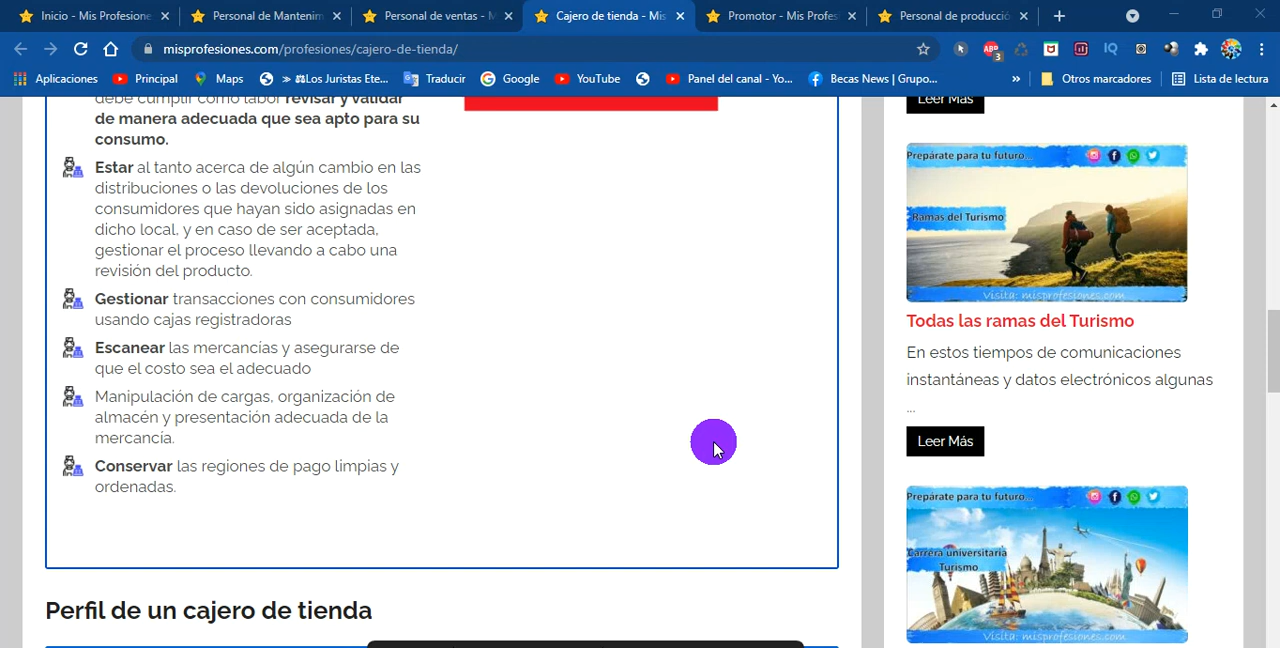 Inicio - Mis Profesione
Personal de Mantenim
Personal de ventas - M
Cajero de tienda - Mis
Promotor - Mis Profes
Personal de producció
misprofesiones.com/profesiones/cajero-de-tienda/
ABP
3
IQ
Aplicaciones
Principal
Maps
» ⚖Los Juristas Ete...
Traducir
Google
YouTube
Panel del canal - Yo...
Becas News | Grupo...
»
Otros marcadores
Lista de lectura
debe cumplir como labor revisar y validar
de manera adecuada que sea apto para su
consumo.
Estar al tanto acerca de algún cambio en las
distribuciones o las devoluciones de los
consumidores que hayan sido asignadas en
dicho local, y en caso de ser aceptada,
gestionar el proceso llevando a cabo una
revisión del producto.
Gestionar transacciones con consumidores
usando cajas registradoras
Escanear las mercancías y asegurarse de
que el costo sea el adecuado
Manipulación de cargas, organización de
almacén y presentación adecuada de la
mercancía.
Conservar las regiones de pago limpias y
ordenadas.
Perfil de un cajero de tienda
Leer Más
Prepárate para tu futuro...
Ramas del Turismo
Visita: misprofesiones.com
Todas las ramas del Turismo
En estos tiempos de comunicaciones
instantáneas y datos electrónicos algunas
...
Leer Más
Prepárate para tu futuro...
Carrera universitaria
Turismo
Visita: misprofesiones.com